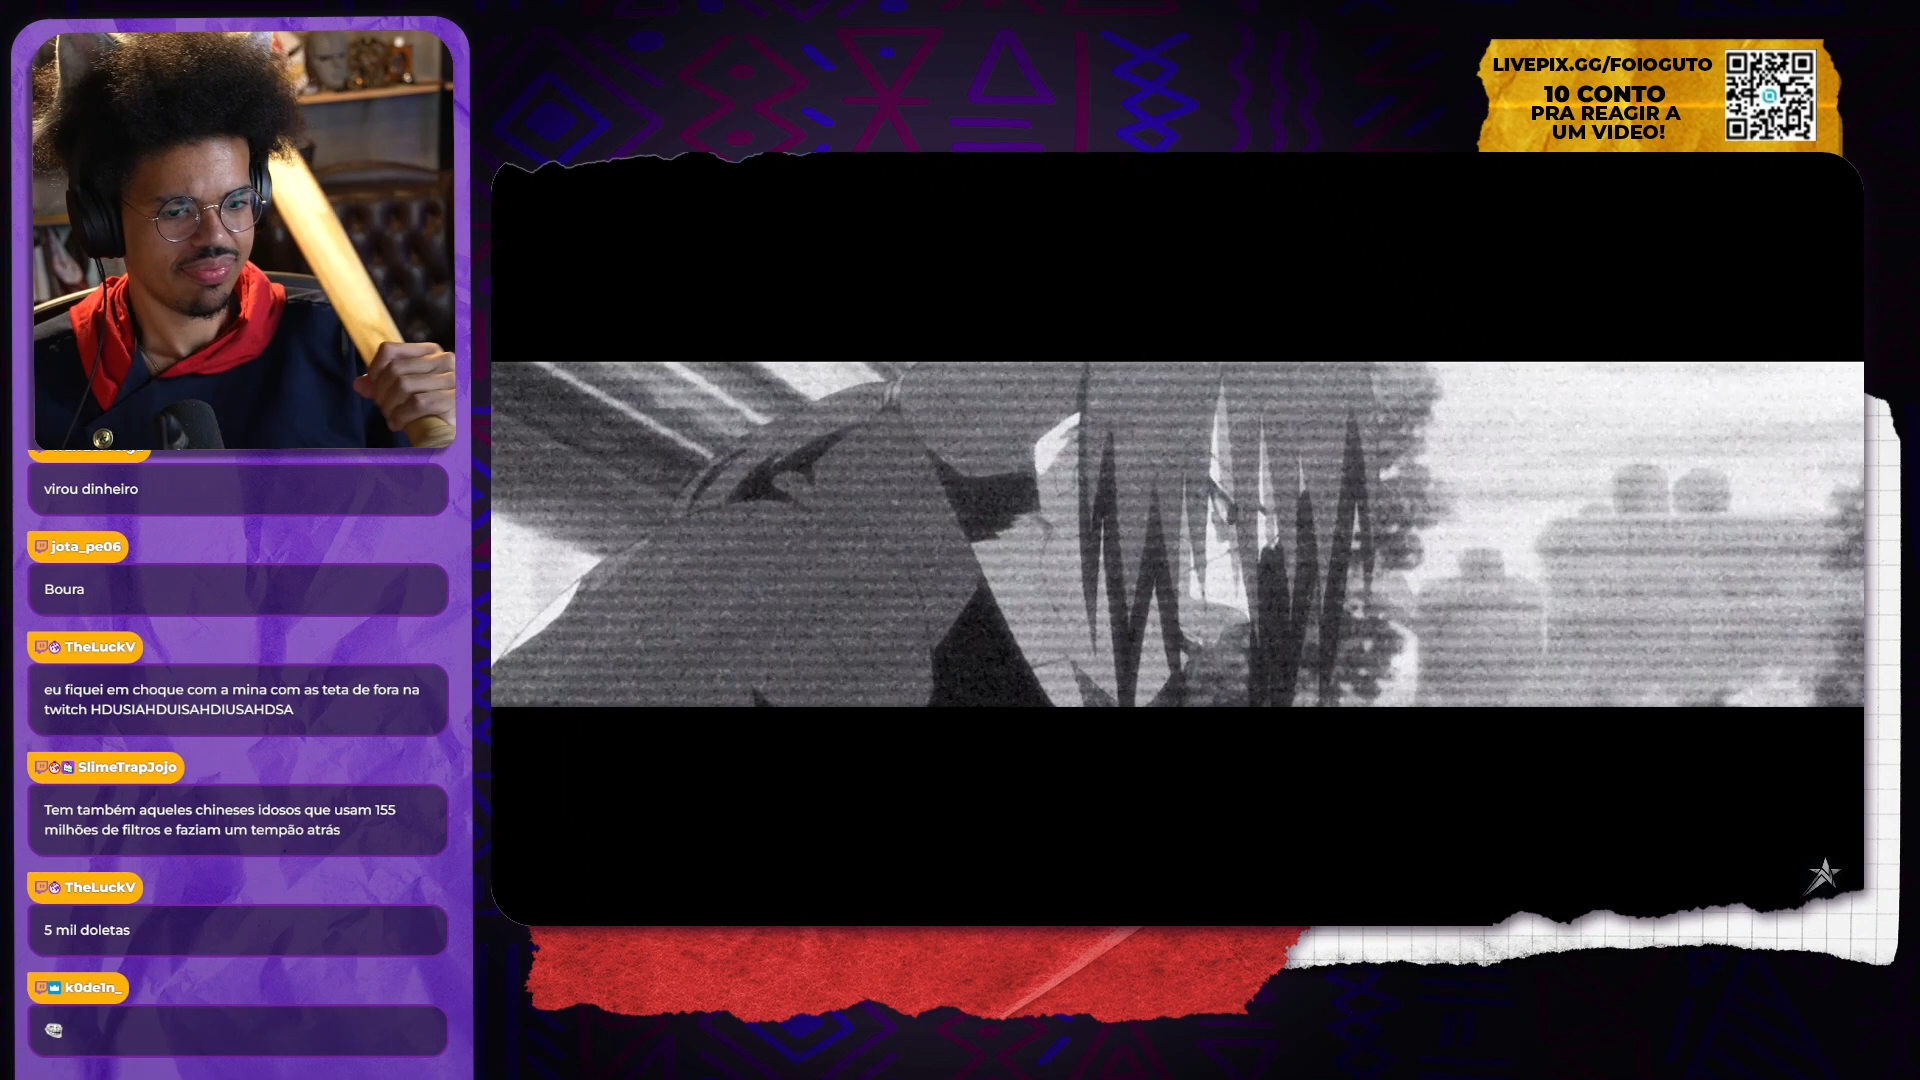 LIVEPIX.GG/FOIOGUTO
10 CONTO
PRA REAGIR A
UM VIDEO!
virou dinheiro
jota_pe06
Boura
TheLuckV
eu fiquei em choque com a mina com as teta de fora na
twitch HDUSIAHDUISAHDIUSAHDSA
SlimeTrapJojo
Tem também aqueles chineses idosos que usam 155
milhões de filtros e faziam um tempão atrás
TheLuckV
5 mil doletas
k0de1n_